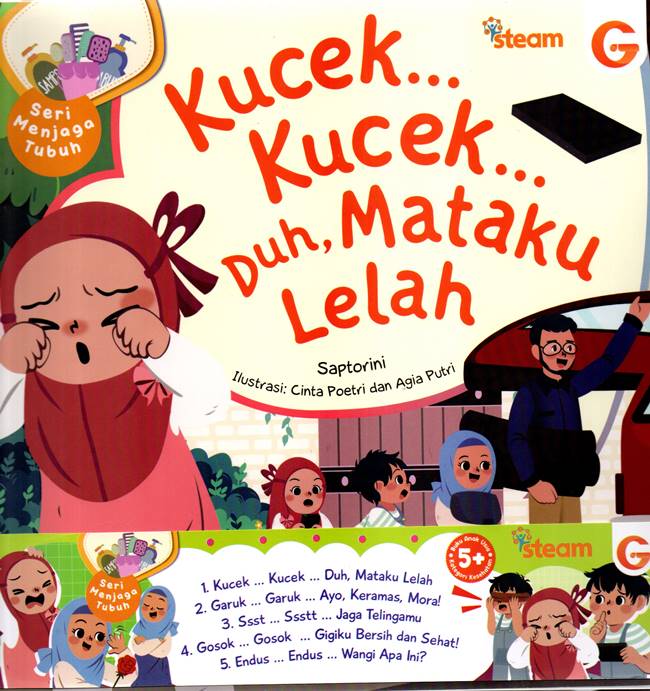 steam
G
SAMPO
Seri
Menjaga
Tubuh
Kucek...
Kucek...
Duh, Mataku
Lelah
Saptorini
Ilustrasi: Cinta Poetri dan Agia Putri
Seri
Menjaga
Tubuh
1. Kucek ... Kucek ... Duh, Mataku Lelah
2. Garuk ... Garuk ... Ayo, Keramas, Mora!
3. Ssst ... Ssstt ... Jaga Telingamu
4. Gosok ... Gosok ... Gigiku Bersih dan Sehat!
5. Endus ... Endus ... Wangi Apa Ini?
5+
steam
G